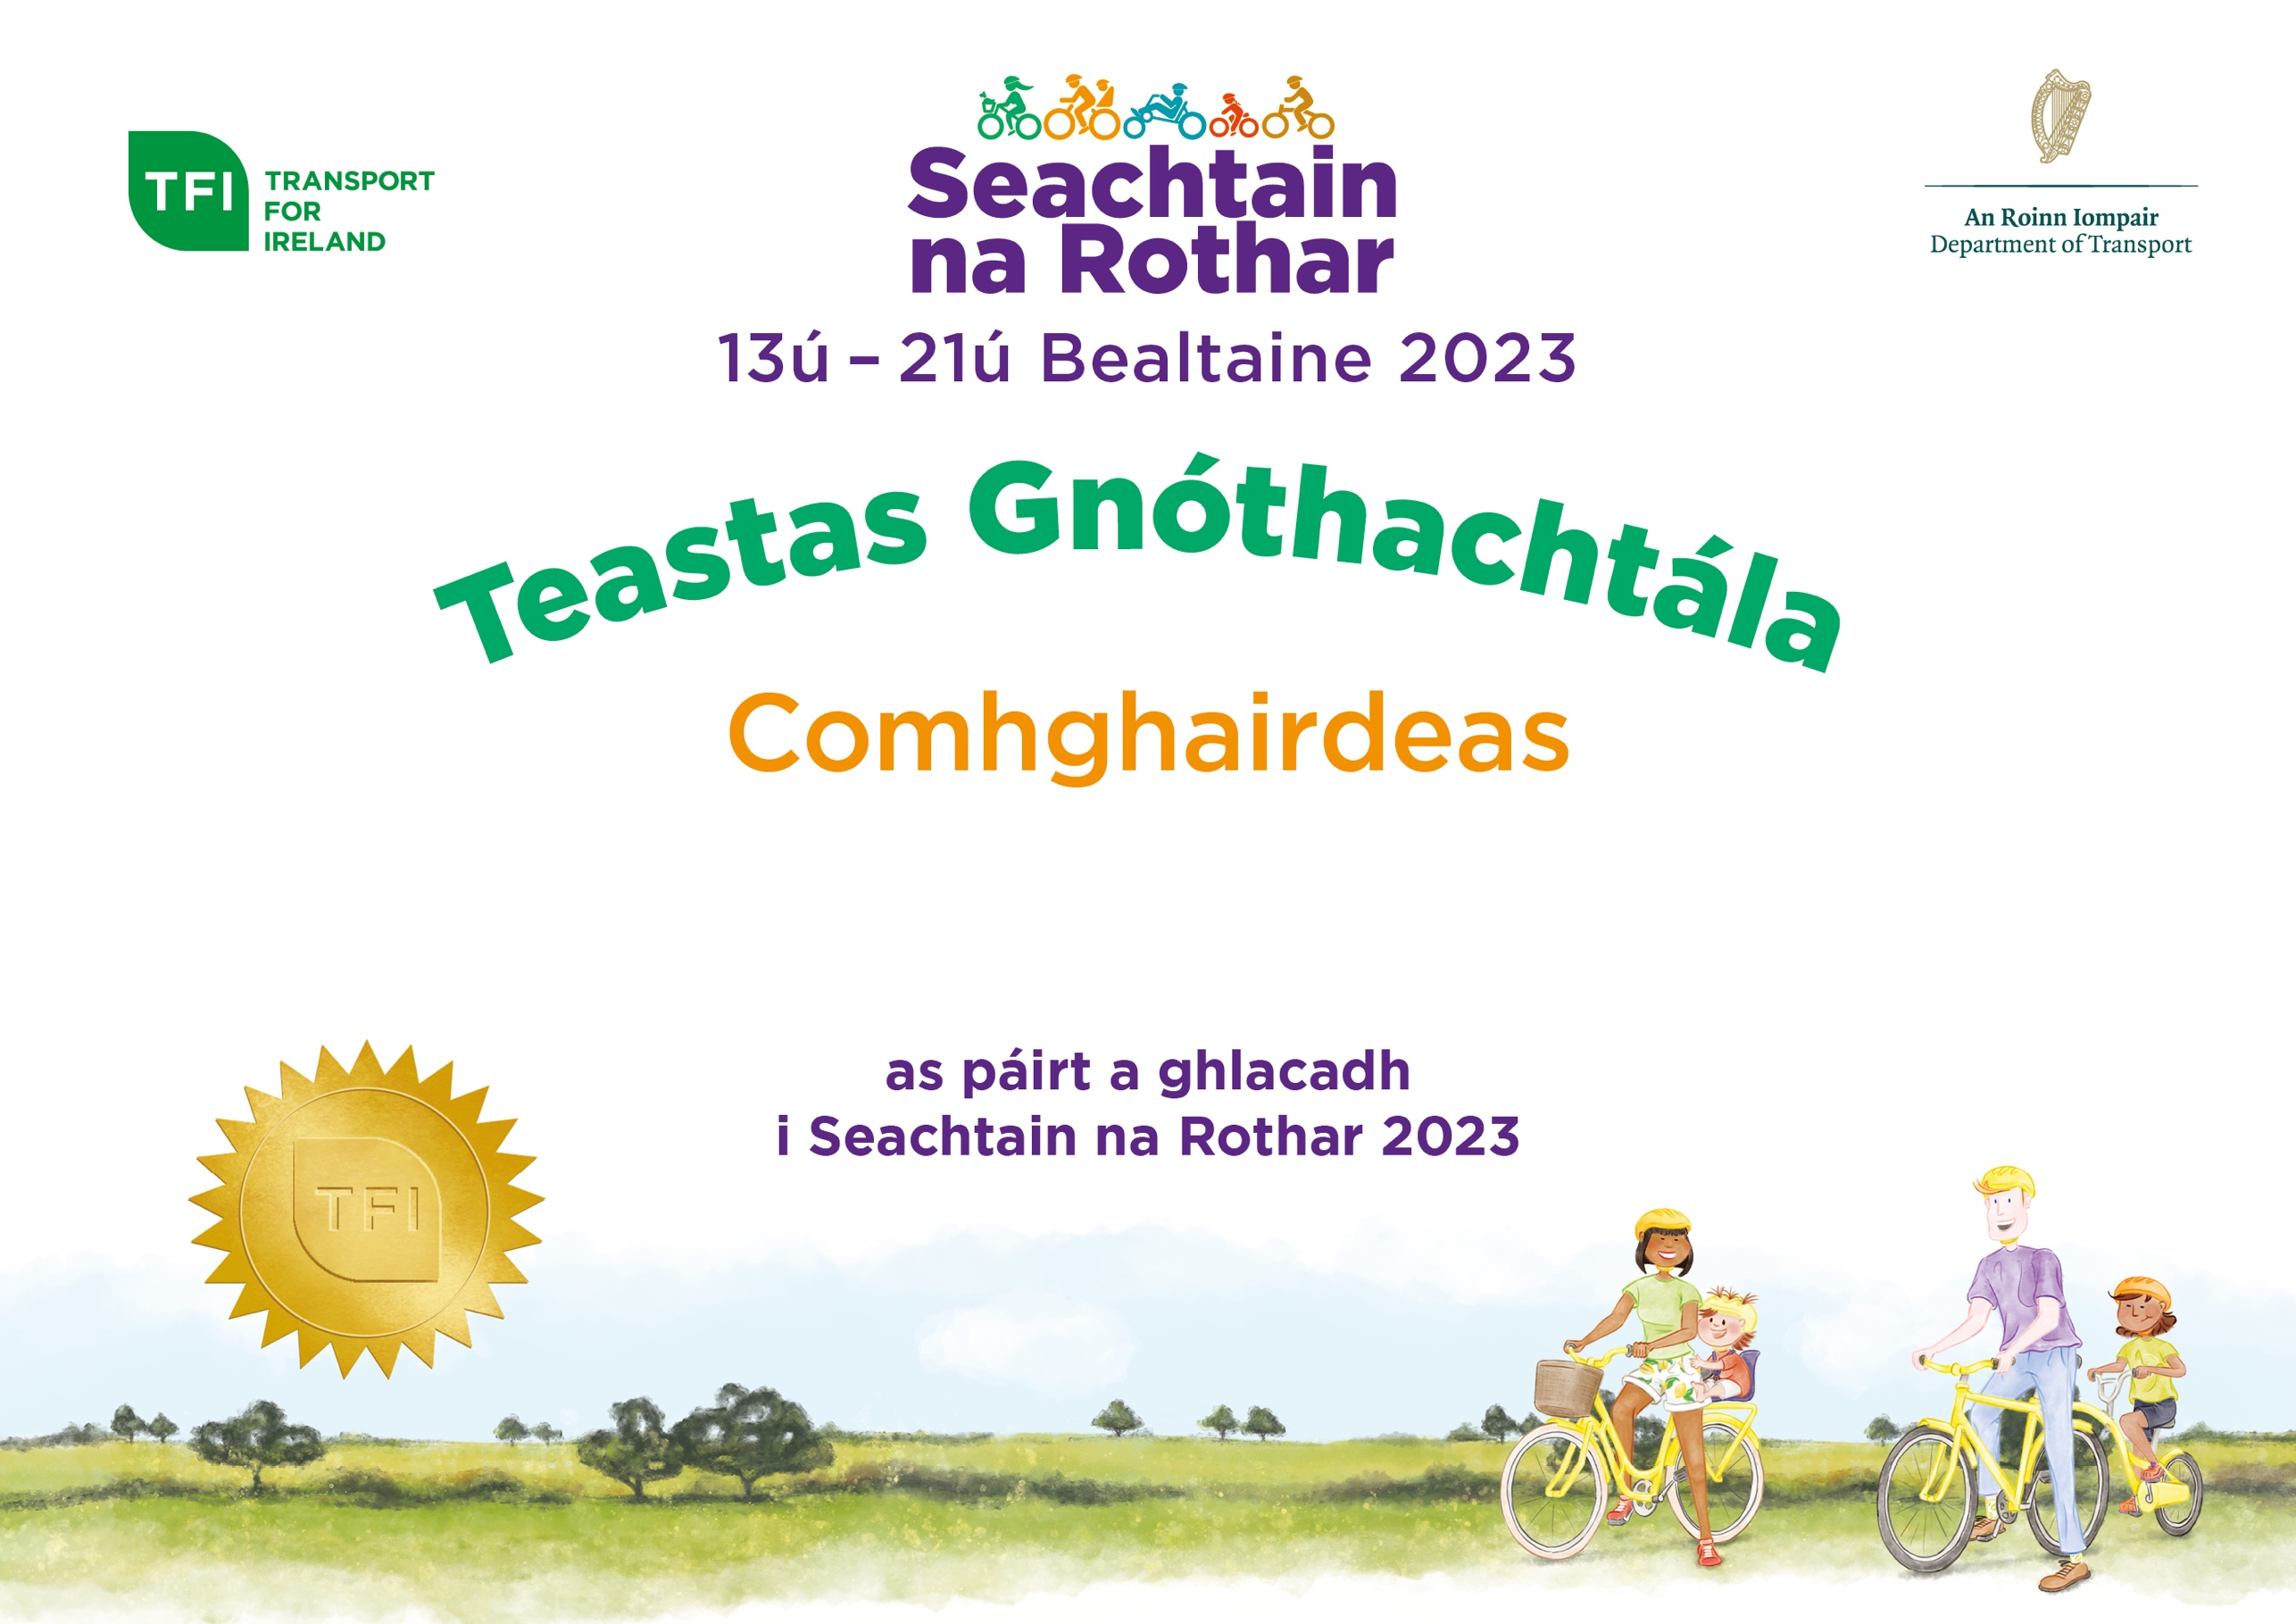 TFI
TRANSPORT
FOR
IRELAND
Seachtain
na Rothar
An Roinn Iompair
Department of Transport
13ú – 21ú Bealtaine 2023
Teastas Gnóthachtála
Comhghairdeas
as páirt a ghlacadh
i Seachtain na Rothar 2023
TFI